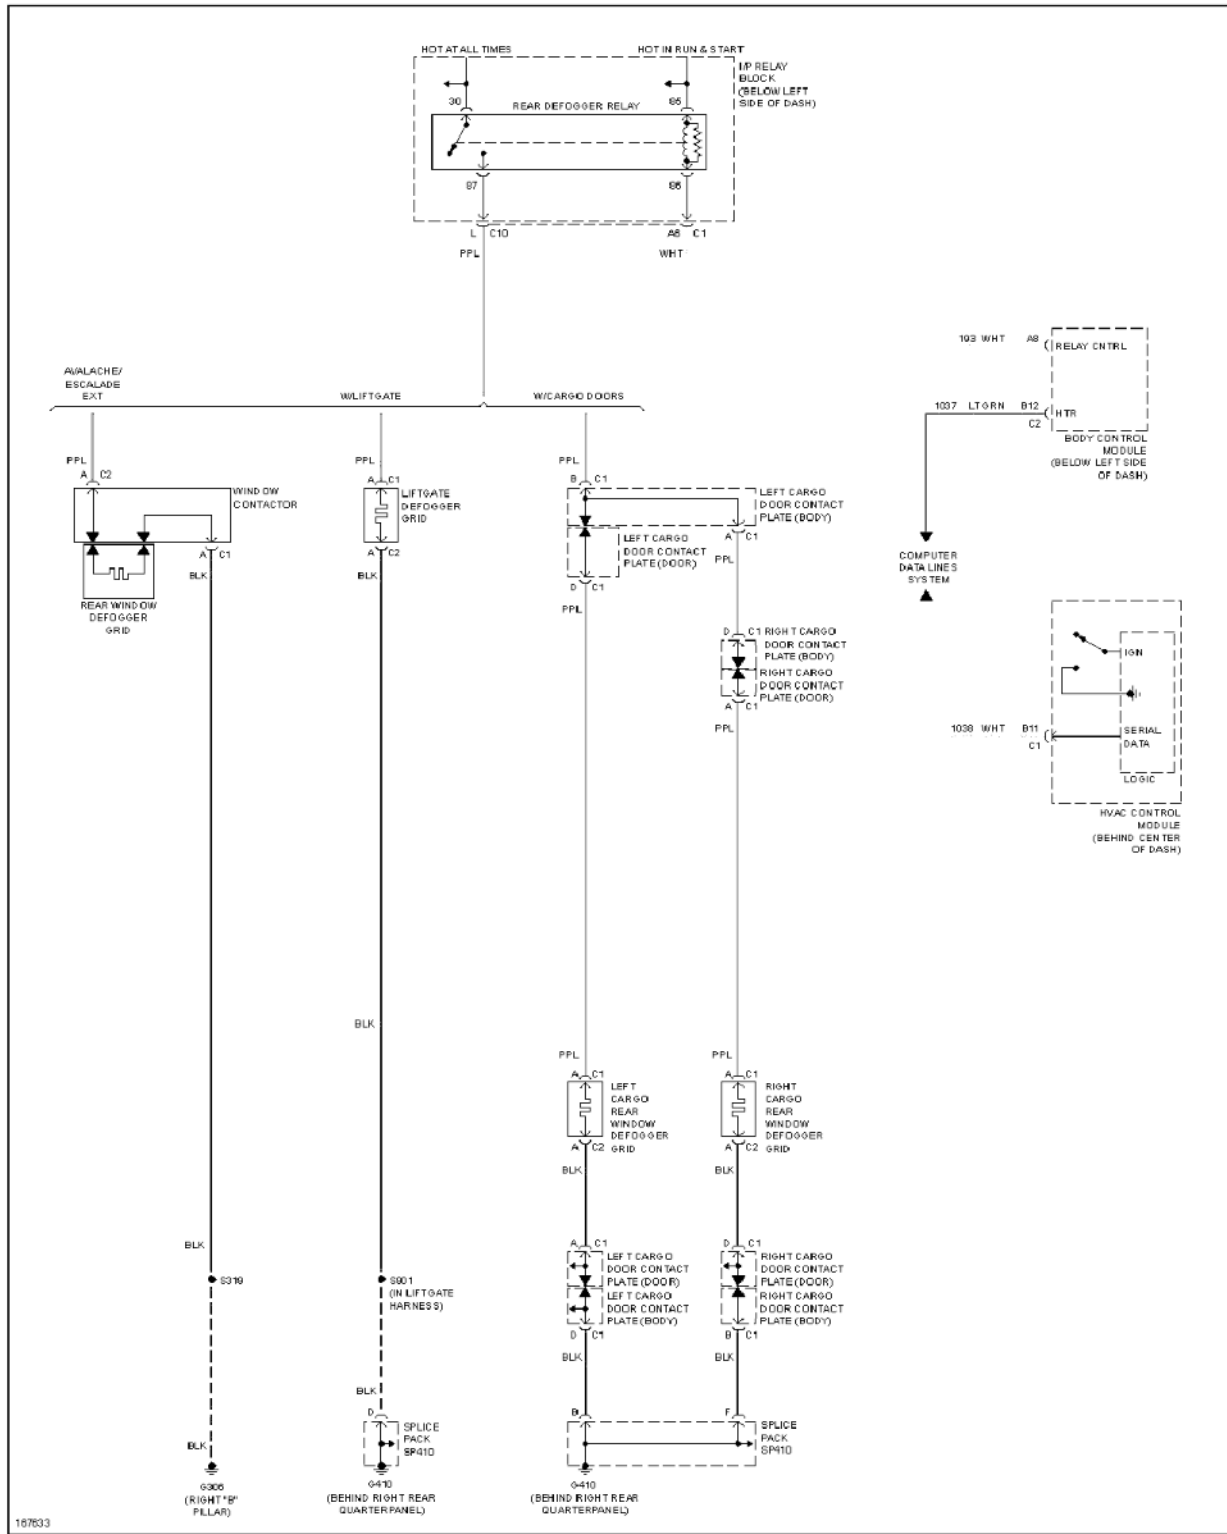 HOT AT ALL TIMES
HOT IN RUN & START
I/P RELAY
BLOCK
(BELOW LEFT
SIDE OF DASH)
30
REAR DEFOGGER RELAY
85
87
86
L C10
A6 C1
PPL
WHT
193 WHT A8
RELAY CNTRL
1037 LT GRN B12
HTR
C2
BODY CONTROL
MODULE
(BELOW LEFT SIDE
OF DASH)
AVALACHE/
ESCALADE
EXT
W/LIFTGATE
W/CARGO DOORS
PPL
A C2
WINDOW
CONTACTOR
A C1
BLK
REAR WINDOW
DEFOGGER
GRID
PPL
A C1
LIFTGATE
DEFOGGER
GRID
A C2
BLK
PPL
B C1
LEFT CARGO
DOOR CONTACT
PLATE (BODY)
LEFT CARGO
DOOR CONTACT
PLATE (DOOR)
D C1
PPL
A C1
PPL
COMPUTER
DATA LINES
SYSTEM
D C1 RIGHT CARGO
DOOR CONTACT
PLATE (BODY)
RIGHT CARGO
DOOR CONTACT
PLATE (DOOR)
A C1
PPL
IGN
1038 WHT B11
C1
SERIAL
DATA
LOGIC
HVAC CONTROL
MODULE
(BEHIND CENTER
OF DASH)
BLK
PPL
A C1
LEFT
CARGO
REAR
WINDOW
DEFOGGER
GRID
A C2
BLK
PPL
A C1
RIGHT
CARGO
REAR
WINDOW
DEFOGGER
GRID
A C2
BLK
BLK
S319
S901
(IN LIFTGATE
HARNESS)
A C1
LEFT CARGO
DOOR CONTACT
PLATE (DOOR)
LEFT CARGO
DOOR CONTACT
PLATE (BODY)
D C1
BLK
D C1
RIGHT CARGO
DOOR CONTACT
PLATE (DOOR)
RIGHT CARGO
DOOR CONTACT
PLATE (BODY)
B C1
BLK
BLK
BLK
D
SPLICE
PACK
SP410
B
F
SPLICE
PACK
SP410
G306
(RIGHT "B"
PILLAR)
G410
(BEHIND RIGHT REAR
QUARTERPANEL)
G410
(BEHIND RIGHT REAR
QUARTERPANEL)
167633